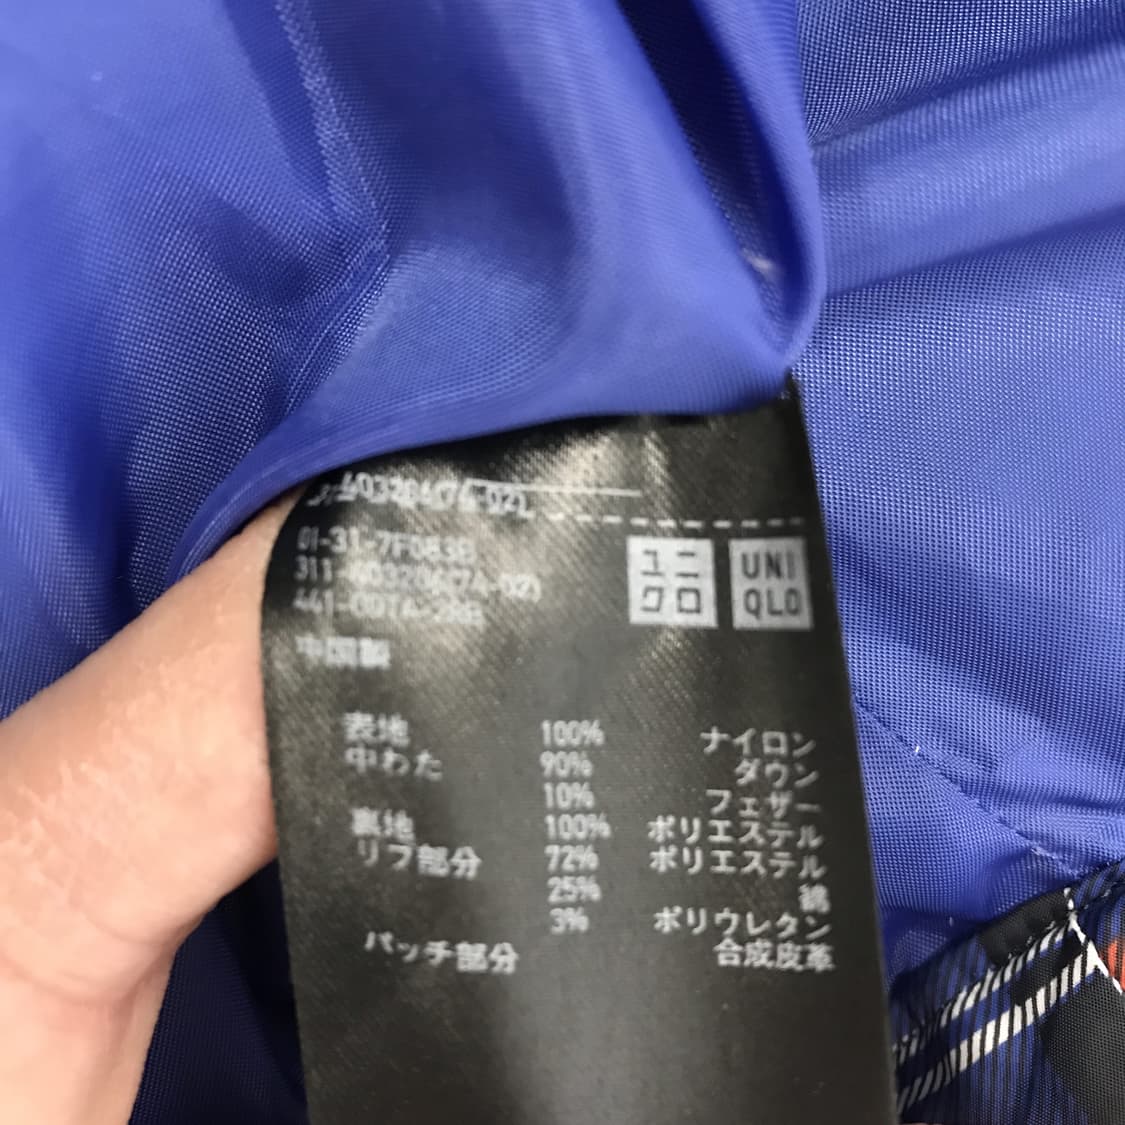 403206(74-02)
01-31-7F083B
311-403206(74-02)
中国製
ユニ
クロ
UNI
QLO
表地 100% ナイロン
中わた 90% ダウン
10% フェザー
裏地 100% ポリエステル
リブ部分 72% ポリエステル
25% 綿
3% ポリウレタン
パッチ部分 合成皮革